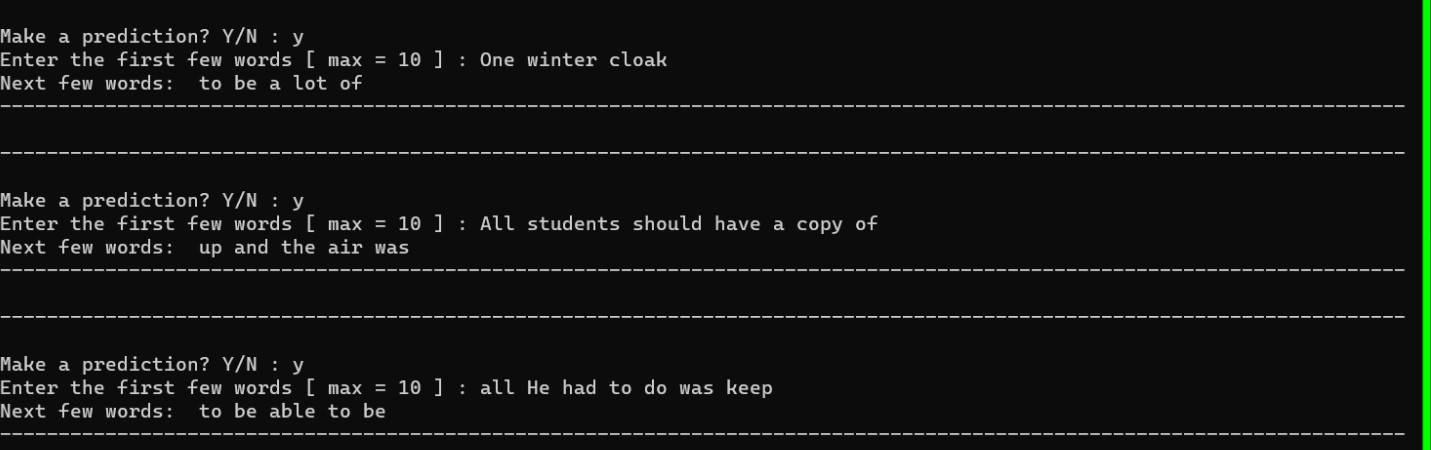 Make a prediction? Y/N : y
Enter the first few words [ max = 10 ] : One winter cloak
Next few words:  to be a lot of
Make a prediction? Y/N : y
Enter the first few words [ max = 10 ] : All students should have a copy of
Next few words:  up and the air was
Make a prediction? Y/N : y
Enter the first few words [ max = 10 ] : all He had to do was keep
Next few words:  to be able to be